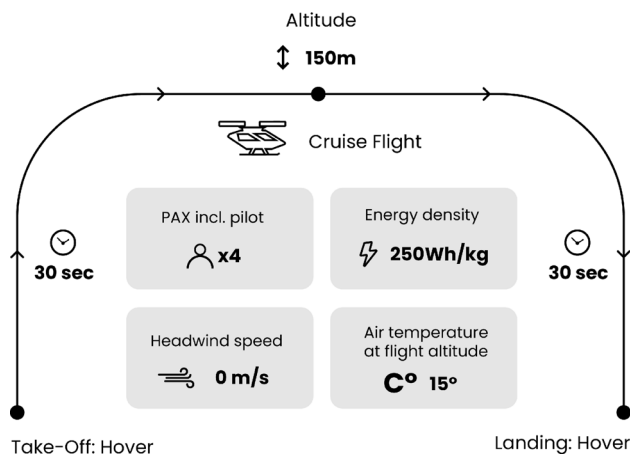 Altitude
150m
Cruise Flight
PAX incl. pilot
x4
Energy density
250Wh/kg
30 sec
30 sec
Headwind speed
0 m/s
Air temperature
at flight altitude
C° 15°
Take-Off: Hover
Landing: Hover